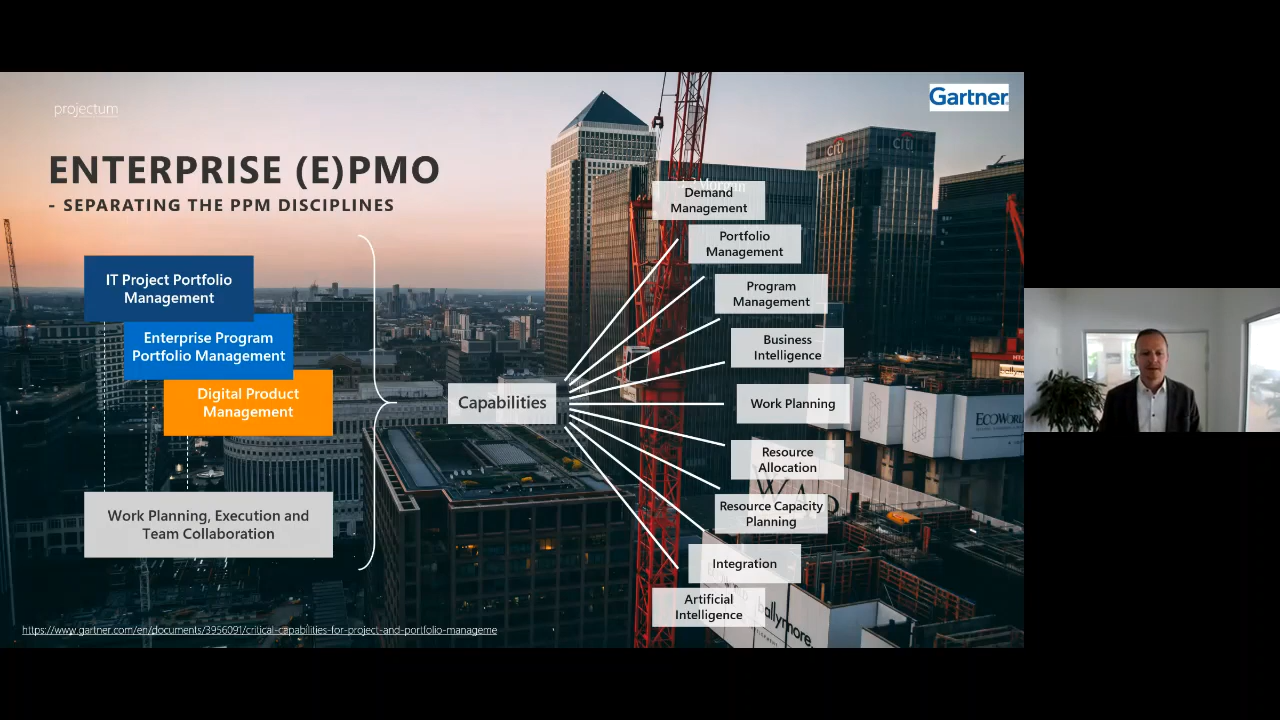 projectum
Gartner
ENTERPRISE (E)PMO
- SEPARATING THE PPM DISCIPLINES
IT Project Portfolio
Management
Enterprise Program
Portfolio Management
Digital Product
Management
Work Planning, Execution and
Team Collaboration
Capabilities
Demand
Management
Portfolio
Management
Program
Management
Business
Intelligence
Work Planning
Resource
Allocation
Resource Capacity
Planning
Integration
Artificial
Intelligence
https://www.gartner.com/en/documents/3956091/critical-capabilities-for-project-and-portfolio-manageme
citi
citi
ECOWORL
ballymore.